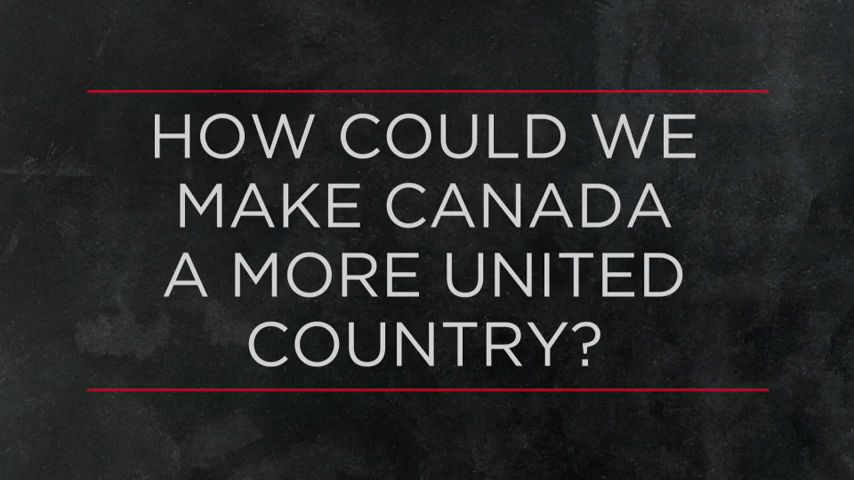 HOW COULD WE
MAKE CANADA
A MORE UNITED
COUNTRY?